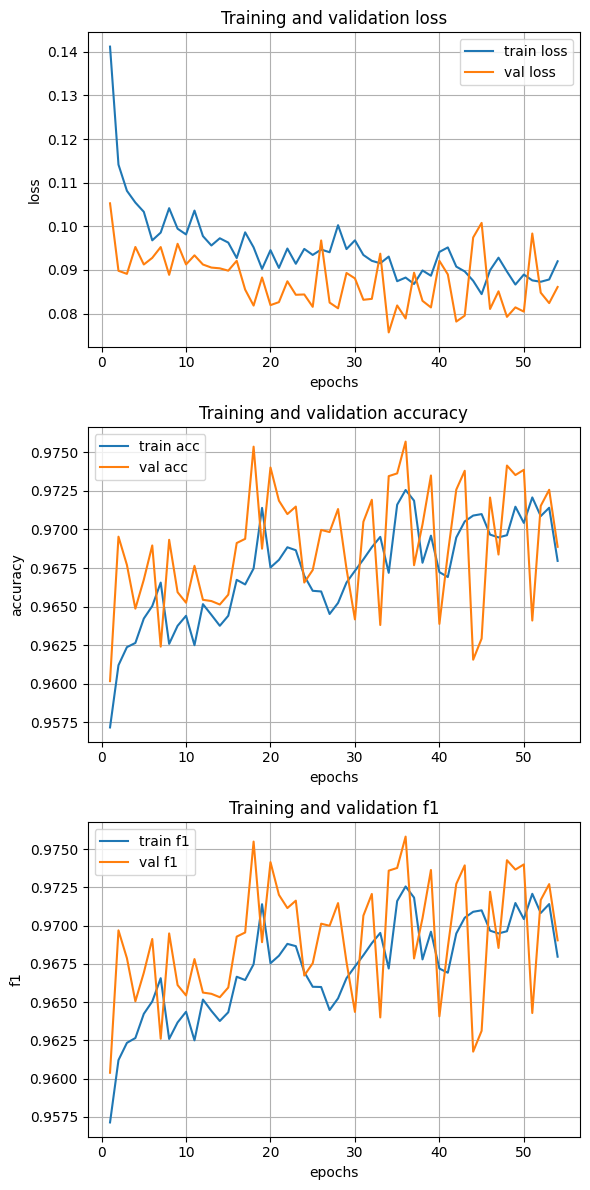 Training and validation loss
0.14
0.13
0.12
0.11
0.10
0.09
0.08
loss
train loss
val loss
0 10 20 30 40 50
epochs
Training and validation accuracy
0.9750
0.9725
0.9700
0.9675
0.9650
0.9625
0.9600
0.9575
accuracy
train acc
val acc
0 10 20 30 40 50
epochs
Training and validation f1
0.9750
0.9725
0.9700
0.9675
0.9650
0.9625
0.9600
0.9575
f1
train f1
val f1
0 10 20 30 40 50
epochs